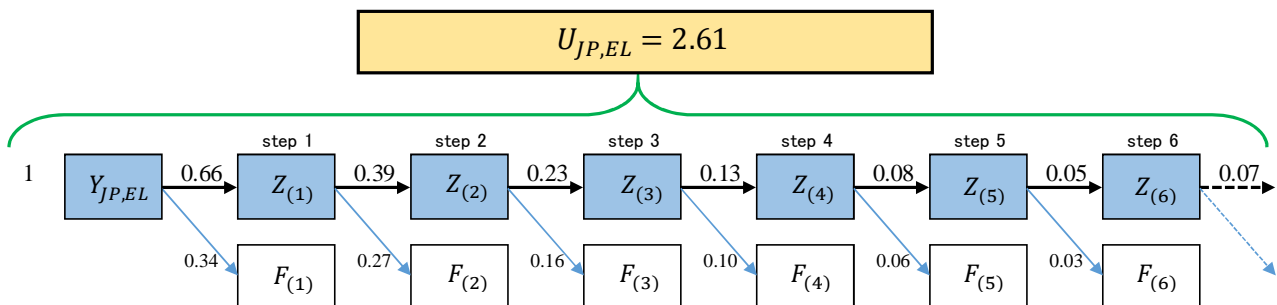 U_{JP,EL} = 2.61
step 1 step 2 step 3 step 4 step 5 step 6
1 Y_{JP,EL} 0.66 Z_{(1)} 0.39 Z_{(2)} 0.23 Z_{(3)} 0.13 Z_{(4)} 0.08 Z_{(5)} 0.05 Z_{(6)} 0.07
0.34 F_{(1)} 0.27 F_{(2)} 0.16 F_{(3)} 0.10 F_{(4)} 0.06 F_{(5)} 0.03 F_{(6)}